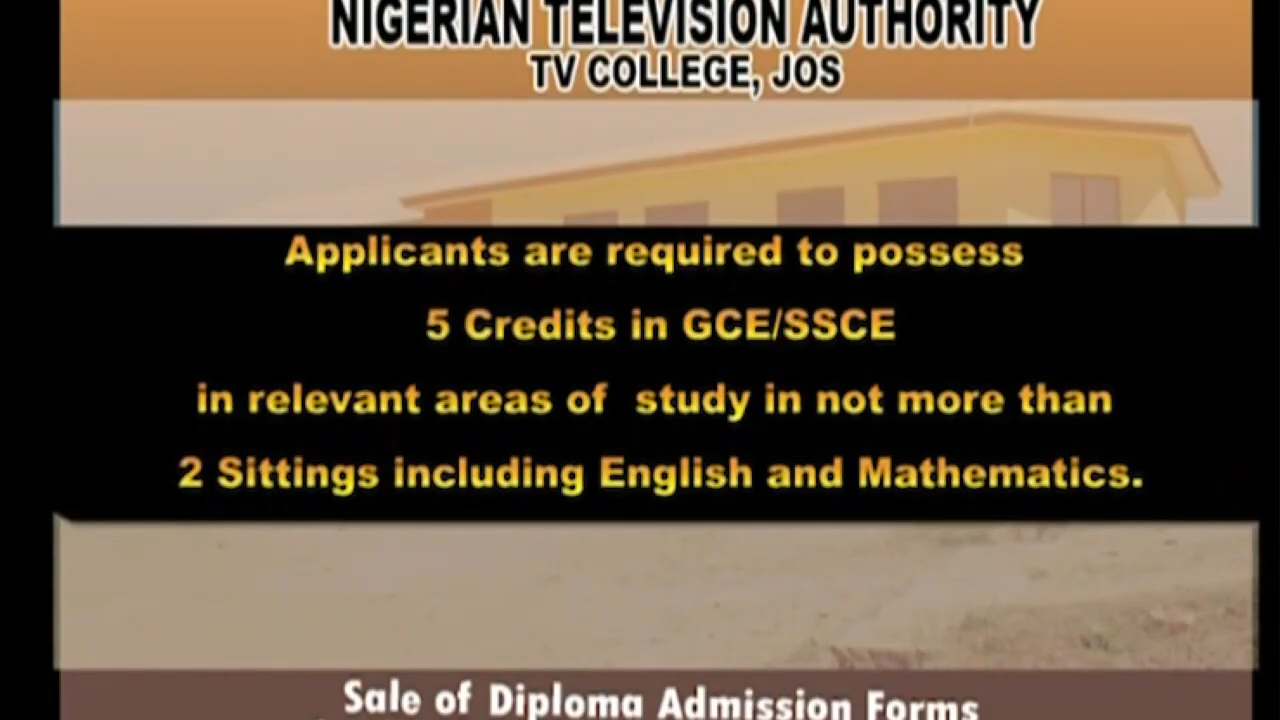 NIGERIAN TELEVISION AUTHORITY
TV COLLEGE, JOS
Applicants are required to possess
5 Credits in GCE/SSCE
in relevant areas of study in not more than
2 Sittings including English and Mathematics.
Sale of Diploma Admission Forms